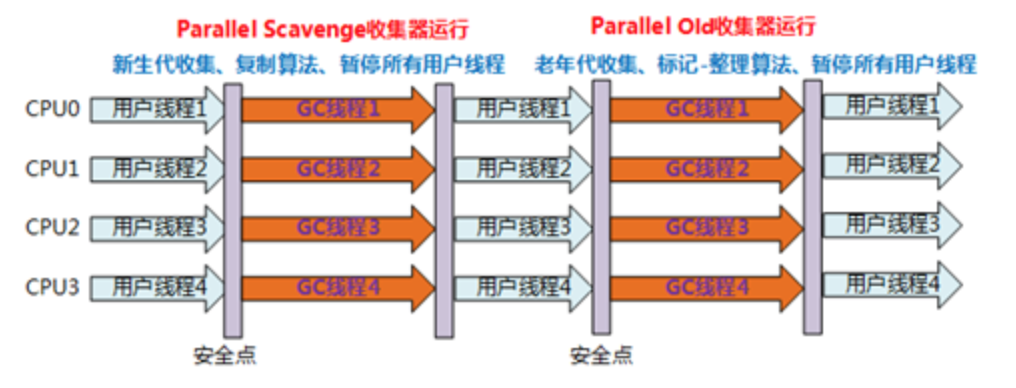 Parallel Scavenge收集器运行 Parallel Old收集器运行
新生代收集、复制算法、暂停所有用户线程 老年代收集、标记-整理算法、暂停所有用户线程
CPU0 用户线程1 GC线程1 用户线程1 GC线程1 用户线程1
CPU1 用户线程2 GC线程2 用户线程2 GC线程2 用户线程2
CPU2 用户线程3 GC线程3 用户线程3 GC线程3 用户线程3
CPU3 用户线程4 GC线程4 用户线程4 GC线程4 用户线程4
安全点 安全点